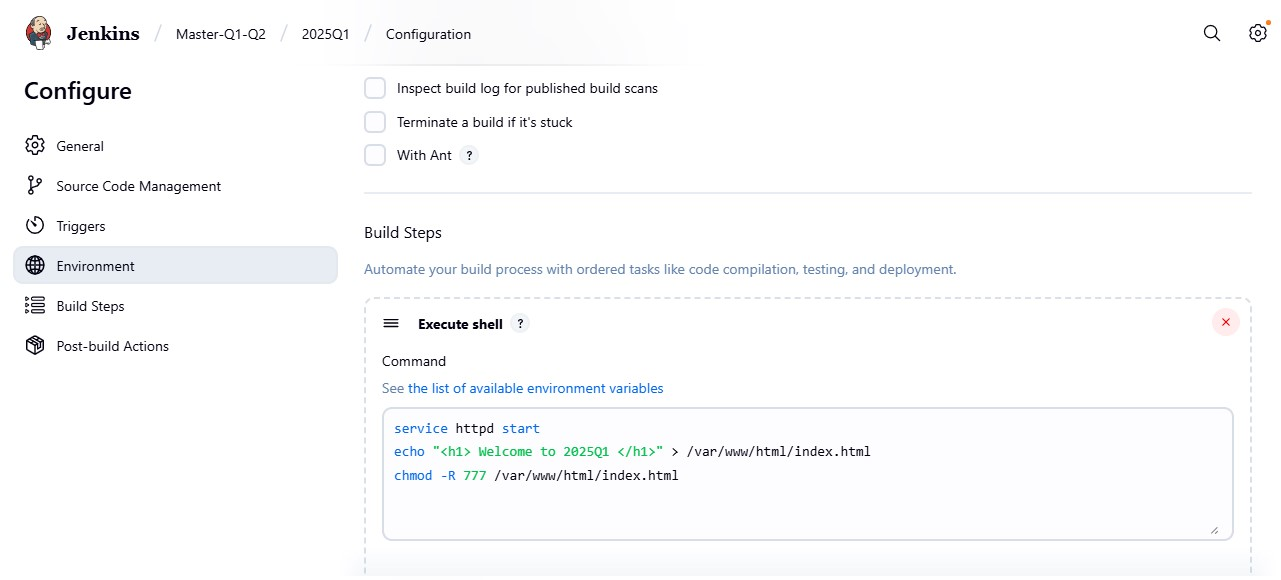 Jenkins / Master-Q1-Q2 / 2025Q1 / Configuration
Configure
General
Source Code Management
Triggers
Environment
Build Steps
Post-build Actions
Inspect build log for published build scans
Terminate a build if it's stuck
With Ant ?
Build Steps
Automate your build process with ordered tasks like code compilation, testing, and deployment.
Execute shell ?
Command
See the list of available environment variables
service httpd start
echo "<h1> Welcome to 2025Q1 </h1>" > /var/www/html/index.html
chmod -R 777 /var/www/html/index.html